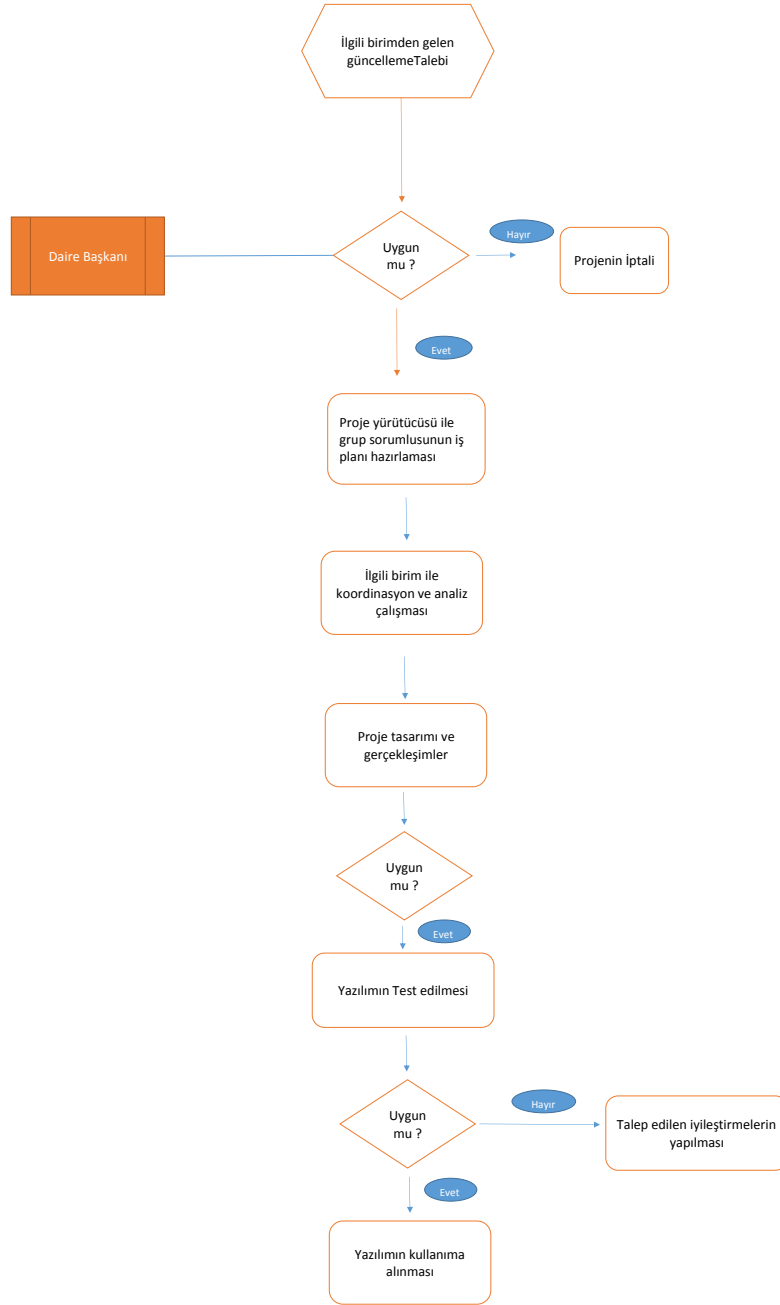 İlgili birimden gelen
güncellemeTalebi
Daire Başkanı
Uygun
mu ?
Hayır
Projenin İptali
Evet
Proje yürütücüsü ile
grup sorumlusunun iş
planı hazırlaması
İlgili birim ile
koordinasyon ve analiz
çalışması
Proje tasarımı ve
gerçekleşimler
Uygun
mu ?
Evet
Yazılımın Test edilmesi
Uygun
mu ?
Hayır
Talep edilen iyileştirmelerin
yapılması
Evet
Yazılımın kullanıma
alınması